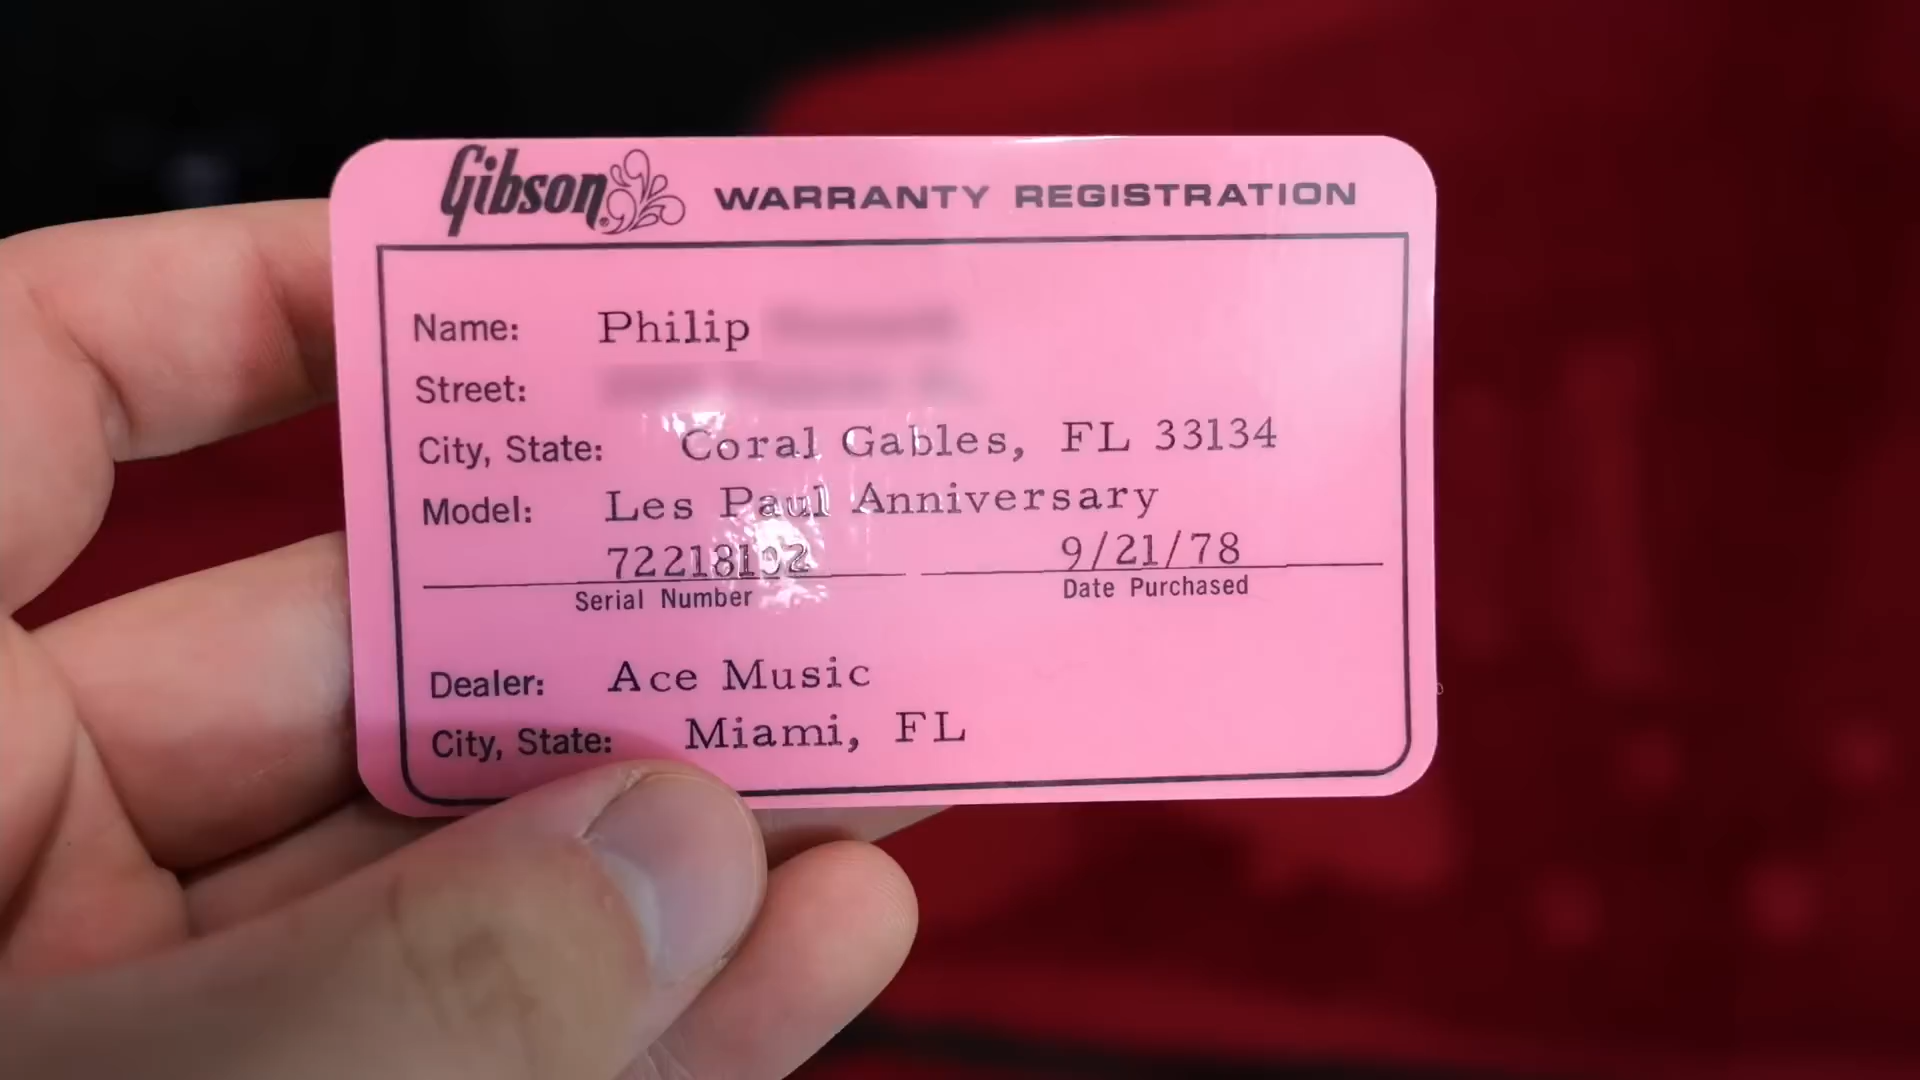 Gibson® WARRANTY REGISTRATION
Name: Philip
Street:
City, State: Coral Gables, FL 33134
Model: Les Paul Anniversary
72218102 9/21/78
Serial Number Date Purchased
Dealer: Ace Music
City, State: Miami, FL